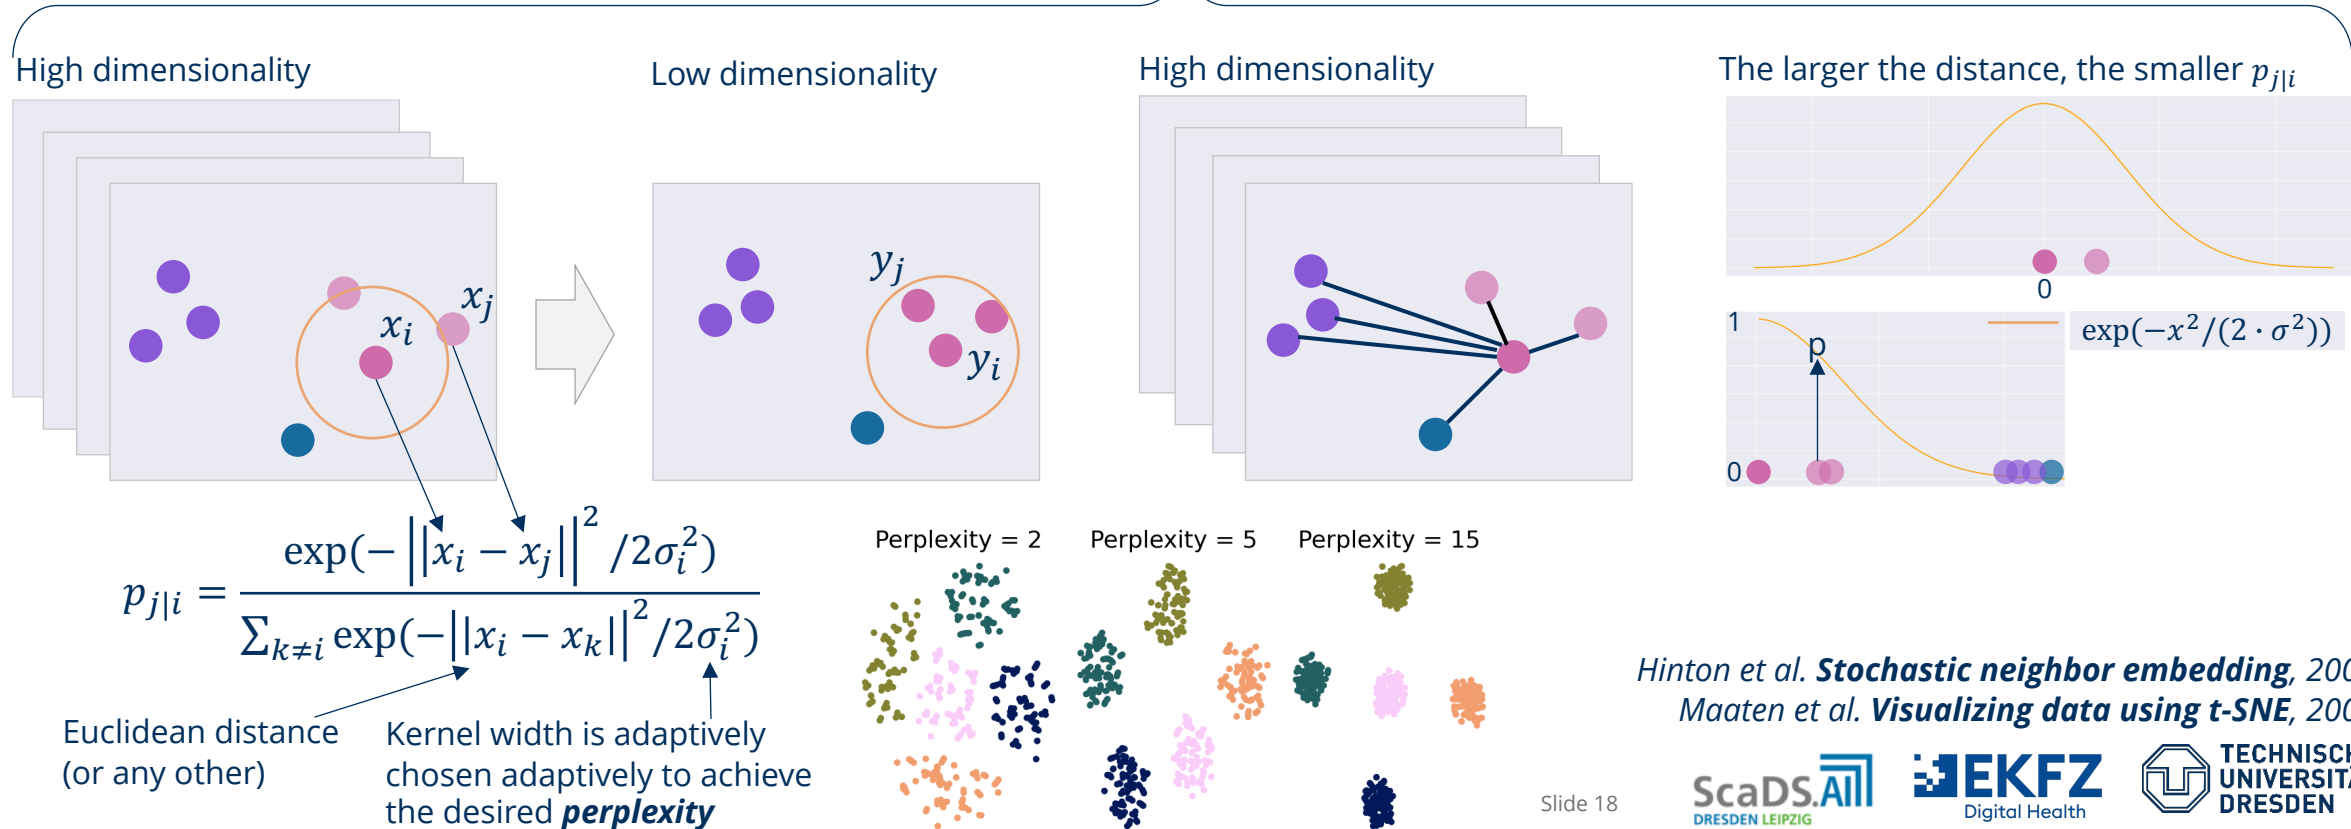 High dimensionality
Low dimensionality
High dimensionality
The larger the distance, the smaller p_{j|i}
x_i
x_j
y_j
y_i
0
1
p
0
exp(−x²/(2 · σ²))
p_{j|i} = exp(−||x_i − x_j||² /2σ_i²) / ∑_{k≠i} exp(−||x_i − x_k||²/2σ_i²)
Euclidean distance
(or any other)
Kernel width is adaptively
chosen adaptively to achieve
the desired perplexity
Perplexity = 2
Perplexity = 5
Perplexity = 15
Hinton et al. Stochastic neighbor embedding, 200
Maaten et al. Visualizing data using t-SNE, 200
Slide 18
ScaDS.AI
DRESDEN LEIPZIG
EKFZ
Digital Health
TECHNISCH
UNIVERSITÄ
DRESDEN